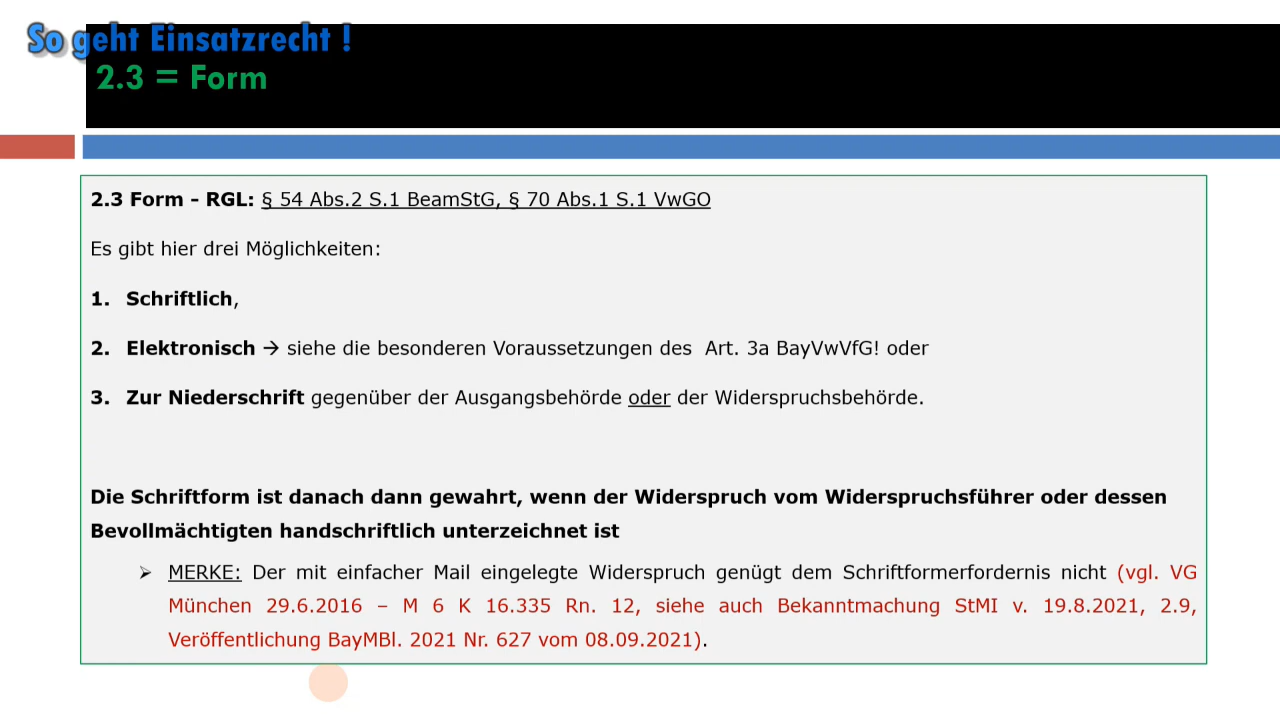 So geht Einsatzrecht !
2.3 = Form
2.3 Form - RGL: § 54 Abs.2 S.1 BeamStG, § 70 Abs.1 S.1 VwGO
Es gibt hier drei Möglichkeiten:
1. Schriftlich,
2. Elektronisch → siehe die besonderen Voraussetzungen des Art. 3a BayVwVfG! oder
3. Zur Niederschrift gegenüber der Ausgangsbehörde oder der Widerspruchsbehörde.
Die Schriftform ist danach dann gewahrt, wenn der Widerspruch vom Widerspruchsführer oder dessen
Bevollmächtigten handschriftlich unterzeichnet ist
➢ MERKE: Der mit einfacher Mail eingelegte Widerspruch genügt dem Schriftformerfordernis nicht (vgl. VG
München 29.6.2016 – M 6 K 16.335 Rn. 12, siehe auch Bekanntmachung StMI v. 19.8.2021, 2.9,
Veröffentlichung BayMBl. 2021 Nr. 627 vom 08.09.2021).